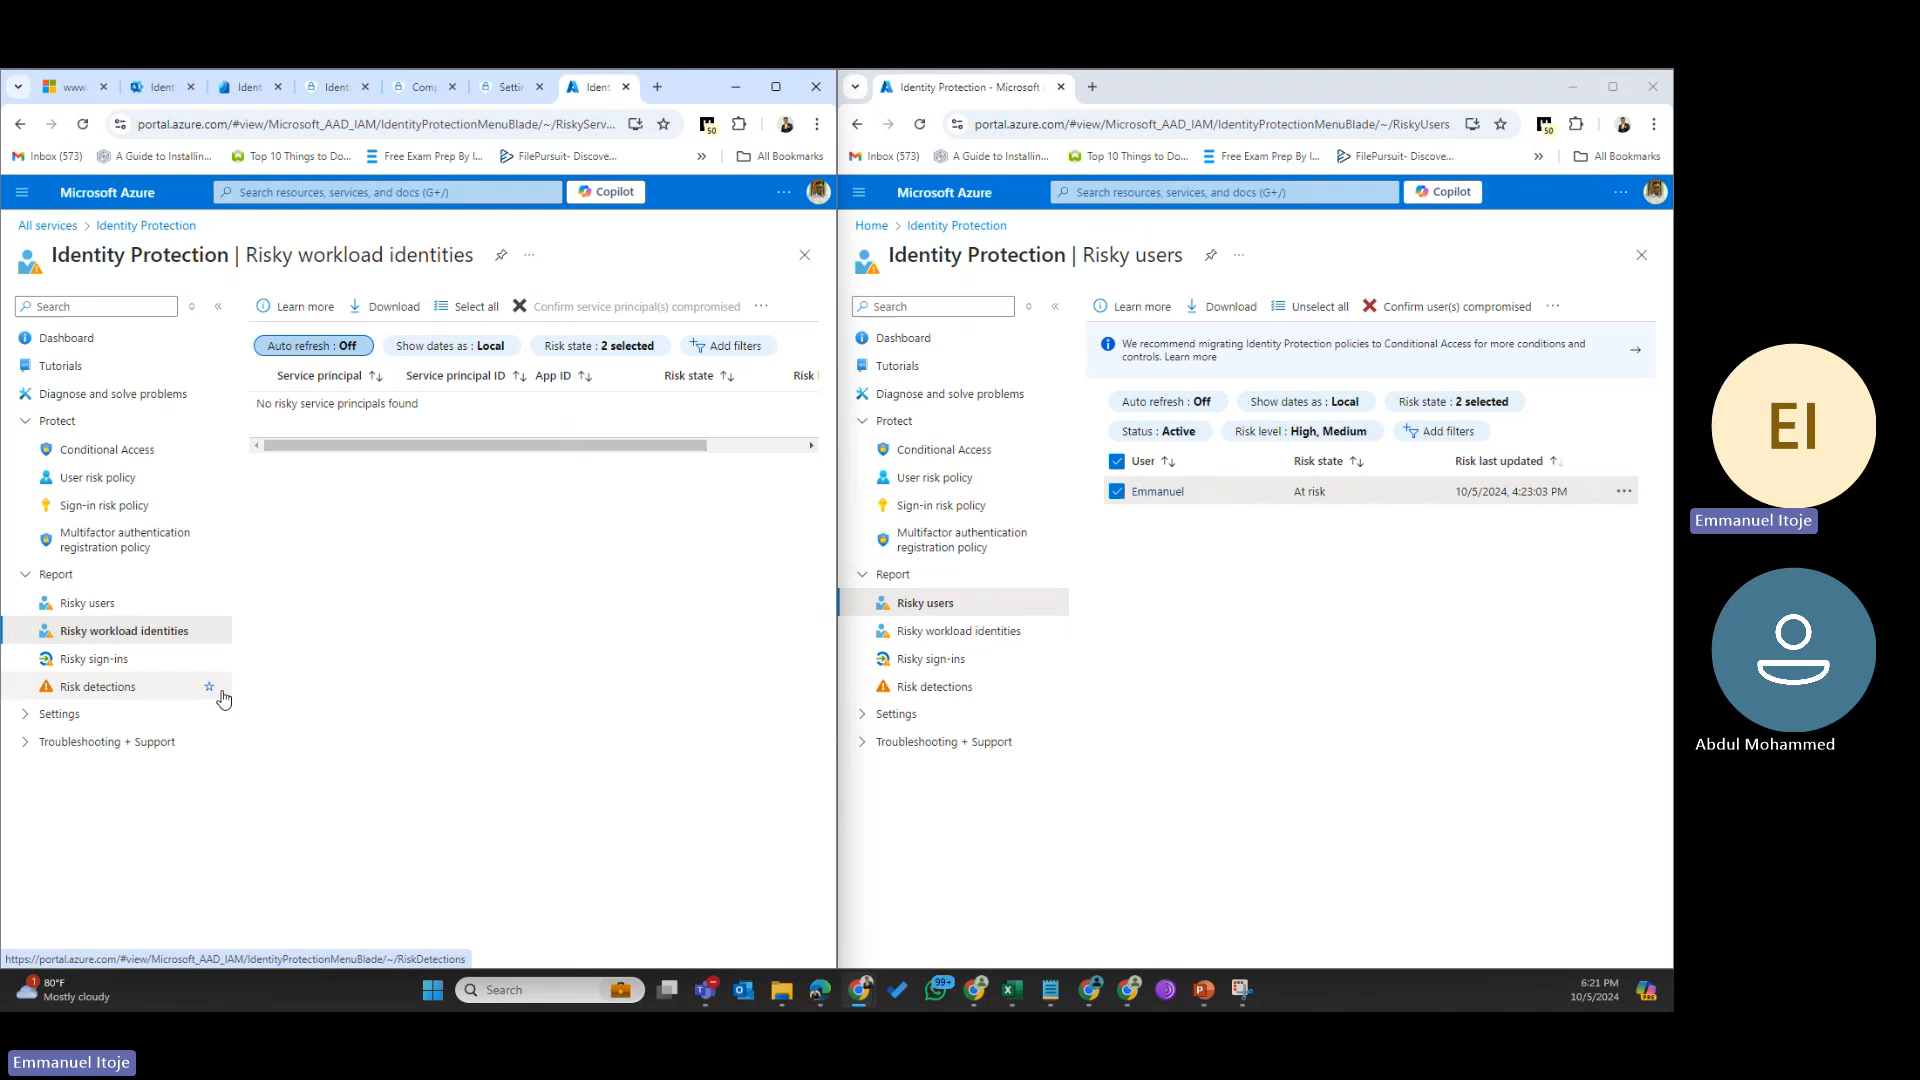 www.
Ident
Ident
Ident
Comp
Settin
Ident
portal.azure.com/#view/Microsoft_AAD_IAM/IdentityProtectionMenuBlade/~/RiskyServ...
50
Inbox (573)
A Guide to Installin...
Top 10 Things to Do...
Free Exam Prep By I...
FilePursuit- Discove...
»
All Bookmarks
Microsoft Azure
Search resources, services, and docs (G+/)
Copilot
All services > Identity Protection
Identity Protection | Risky workload identities
Search
Learn more
Download
Select all
Confirm service principal(s) compromised
Auto refresh : Off
Show dates as : Local
Risk state : 2 selected
Add filters
Service principal
Service principal ID
App ID
Risk state
Risk l
No risky service principals found
Dashboard
Tutorials
Diagnose and solve problems
Protect
Conditional Access
User risk policy
Sign-in risk policy
Multifactor authentication
registration policy
Report
Risky users
Risky workload identities
Risky sign-ins
Risk detections
Settings
Troubleshooting + Support
https://portal.azure.com/#view/Microsoft_AAD_IAM/IdentityProtectionMenuBlade/~/RiskDetections
Identity Protection - Microsoft
portal.azure.com/#view/Microsoft_AAD_IAM/IdentityProtectionMenuBlade/~/RiskyUsers
50
Inbox (573)
A Guide to Installin...
Top 10 Things to Do...
Free Exam Prep By I...
FilePursuit- Discove...
»
All Bookmarks
Microsoft Azure
Search resources, services, and docs (G+/)
Copilot
Home > Identity Protection
Identity Protection | Risky users
Search
Learn more
Download
Unselect all
Confirm user(s) compromised
We recommend migrating Identity Protection policies to Conditional Access for more conditions and
controls. Learn more
Auto refresh : Off
Show dates as : Local
Risk state : 2 selected
Status : Active
Risk level : High, Medium
Add filters
User
Risk state
Risk last updated
Emmanuel
At risk
10/5/2024, 4:23:03 PM
Dashboard
Tutorials
Diagnose and solve problems
Protect
Conditional Access
User risk policy
Sign-in risk policy
Multifactor authentication
registration policy
Report
Risky users
Risky workload identities
Risky sign-ins
Risk detections
Settings
Troubleshooting + Support
EI
Emmanuel Itoje
Abdul Mohammed
1
80°F
Mostly cloudy
Search
99+
6:21 PM
10/5/2024
Emmanuel Itoje